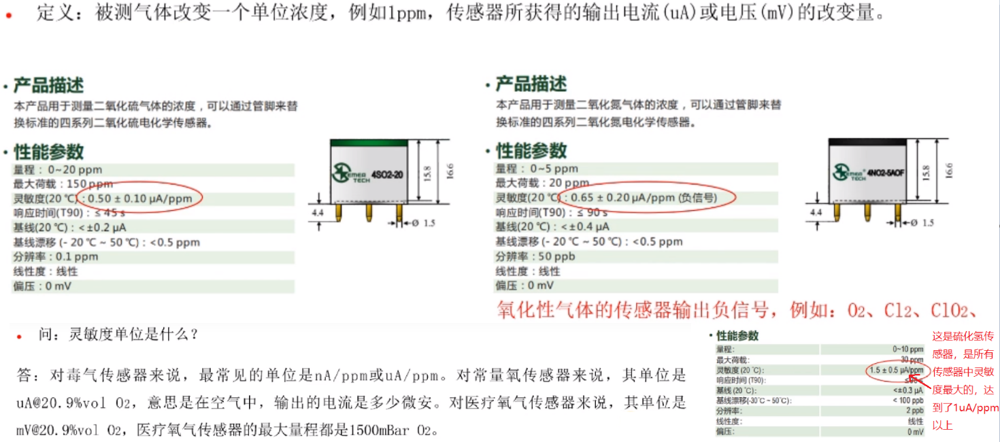 • 定义：被测气体改变一个单位浓度，例如1ppm，传感器所获得的输出电流(uA)或电压(mV)的改变量。
· 产品描述
本产品用于测量二氧化硫气体的浓度，可以通过管脚来替
换标准的四系列二氧化硫电化学传感器。
· 性能参数
量程：0~20 ppm
最大荷载：150 ppm
灵敏度(20 ℃)：0.50 ± 0.10 μA/ppm
响应时间(T90)：≤ 45 s
基线(20 ℃)：<±0.2 μA
基线漂移 (- 20 ℃ ~ 50 ℃)：<0.5 ppm
分辨率：0.1 ppm
线性度：线性
偏压：0 mV
EMER
TECH
4SO2-20
15.8
16.6
4.4
Ø 1.5
· 产品描述
本产品用于测量二氧化氮气体的浓度，可以通过管脚来替
换标准的四系列二氧化氮电化学传感器。
· 性能参数
量程：0~5 ppm
最大荷载：20 ppm
灵敏度(20 ℃)：0.65 ± 0.20 μA/ppm (负信号)
响应时间(T90)：≤ 90 s
基线(20 ℃)：<±0.4 μA
基线漂移 (- 20 ℃ ~ 50 ℃)：<0.5 ppm
分辨率：50 ppb
线性度：线性
偏压：0 mV
EMER
TECH
4NO2-5AOF
15.8
16.6
4.4
Ø 1.5
氧化性气体的传感器输出负信号，例如：O2、Cl2、ClO2、
• 问：灵敏度单位是什么？
答：对毒气传感器来说，最常见的单位是nA/ppm或uA/ppm。对常量氧传感器来说，其单位是
uA@20.9%vol O2，意思是在空气中，输出的电流是多少微安。对医疗氧气传感器来说，其单位是
mV@20.9%vol O2，医疗氧气传感器的最大量程都是1500mBar O2。
· 性能参数
量程： 0~10 ppm
最大荷载： 30 ppm
灵敏度 (20 ℃)： 1.5 ± 0.5 μA/ppm
响应时间 (T90)：
基线 (20 ℃)： <±0.3 μA
基线漂移(-30℃ ~ 50℃)： < 100 ppb
分辨率： 2 ppb
线性度： 线性
偏压： 0 mV
这是硫化氢传
感器，是所有
传感器中灵敏
度最大的，达
到了1uA/ppm
以上